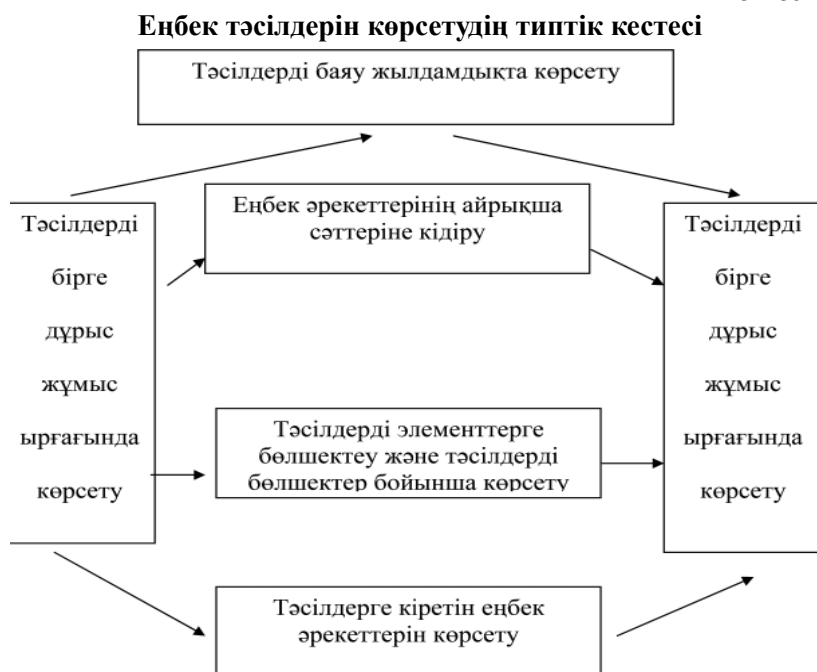 Еңбек тәсілдерін көрсетудің типтік кестесі
Тәсілдерді баяу жылдамдықта көрсету
Тәсілдерді
бірге
дұрыс
жұмыс
ырғағында
көрсету
Еңбек әрекеттерінің айрықша
сәттеріне кідіру
Тәсілдерді элементтерге
бөлшектеу және тәсілдерді
бөлшектер бойынша көрсету
Тәсілдерге кіретін еңбек
әрекеттерін көрсету
Тәсілдерді
бірге
дұрыс
жұмыс
ырғағында
көрсету